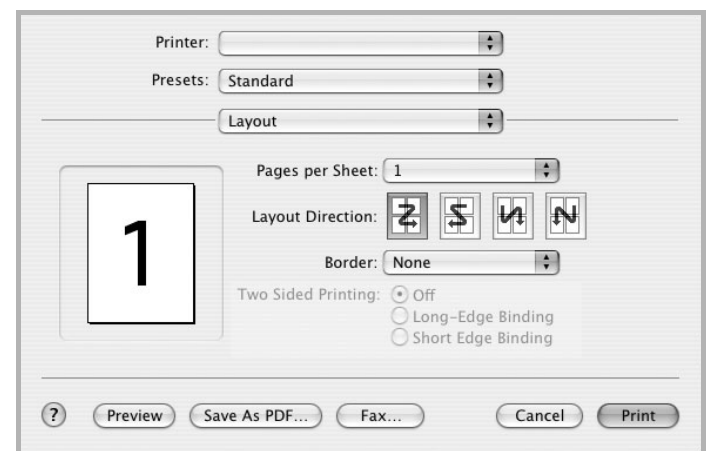 Printer:
Presets: Standard
Layout
Pages per Sheet: 1
1
Layout Direction:
Border: None
Two Sided Printing: Off
Long-Edge Binding
Short Edge Binding
? Preview Save As PDF... Fax... Cancel Print